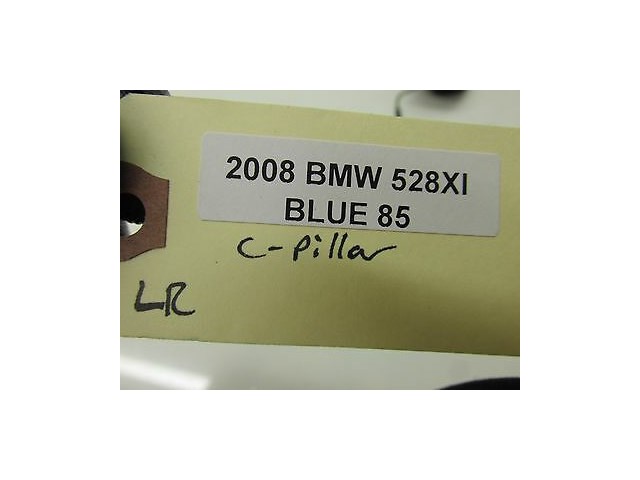 2008 BMW 528XI
BLUE 85
C-Pillar
LR